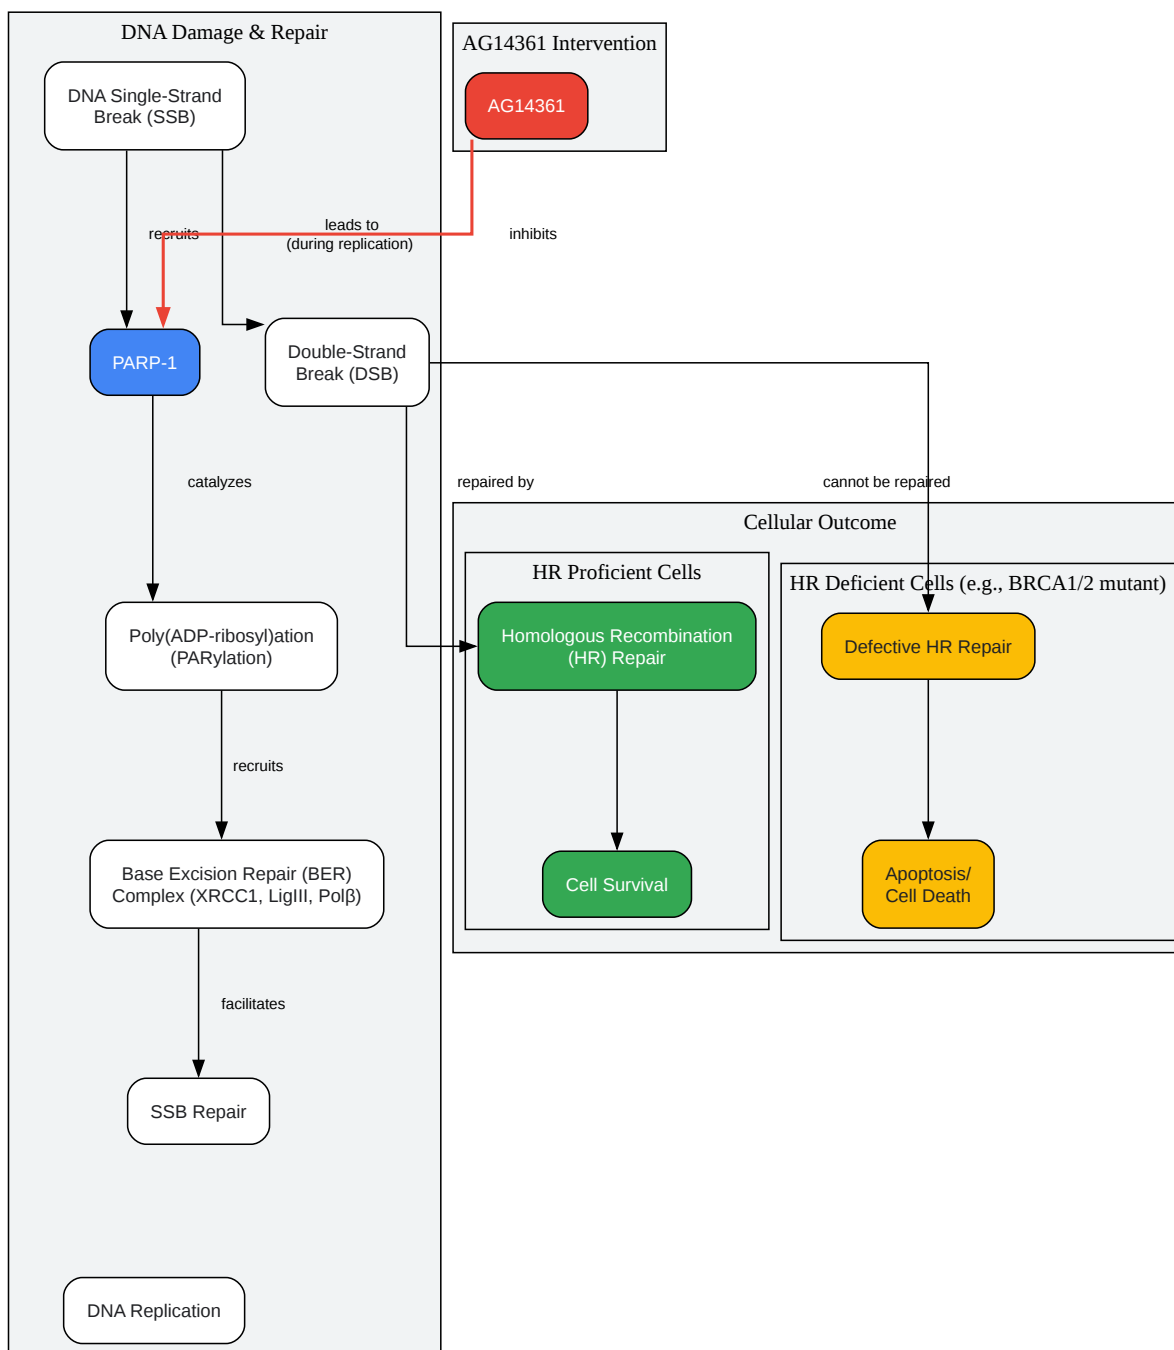 DNA Damage & Repair
AG14361 Intervention
DNA Single-Strand
Break (SSB)
AG14361
recruits
leads to
(during replication)
inhibits
PARP-1
Double-Strand
Break (DSB)
catalyzes
repaired by
cannot be repaired
Cellular Outcome
HR Proficient Cells
HR Deficient Cells (e.g., BRCA1/2 mutant)
Poly(ADP-ribosyl)ation
(PARylation)
Homologous Recombination
(HR) Repair
Defective HR Repair
recruits
Base Excision Repair (BER)
Complex (XRCC1, LigIII, Polβ)
Cell Survival
Apoptosis/
Cell Death
facilitates
SSB Repair
DNA Replication